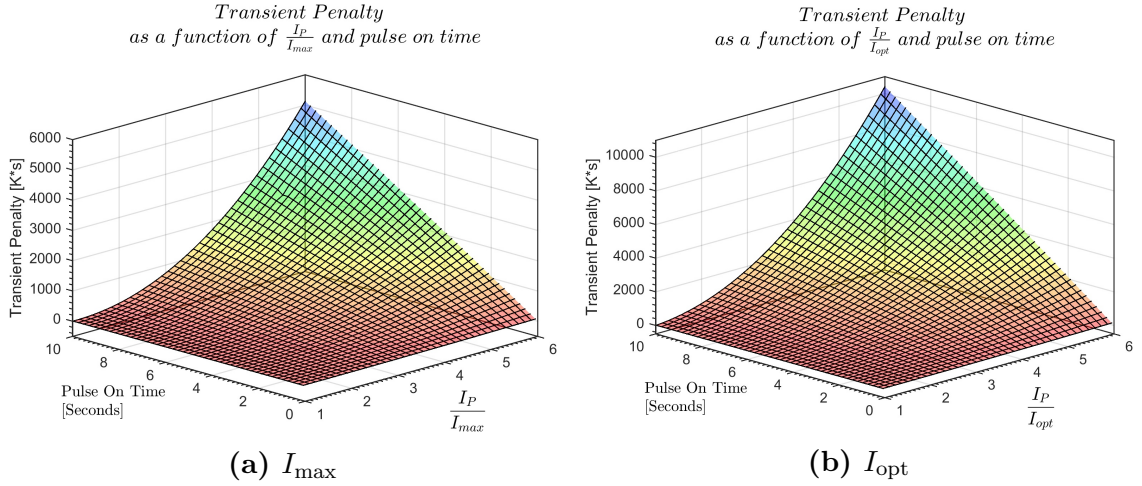 Transient Penalty
as a function of I_P/I_max and pulse on time
6000
5000
4000
3000
2000
1000
0
Transient Penalty [K*s]
10
8
6
4
2
0
Pulse On Time
[Seconds]
1
2
3
4
5
6
I_P
I_max
(a) I_max
Transient Penalty
as a function of I_P/I_opt and pulse on time
10000
8000
6000
4000
2000
0
Transient Penalty [K*s]
10
8
6
4
2
0
Pulse On Time
[Seconds]
1
2
3
4
5
6
I_P
I_opt
(b) I_opt